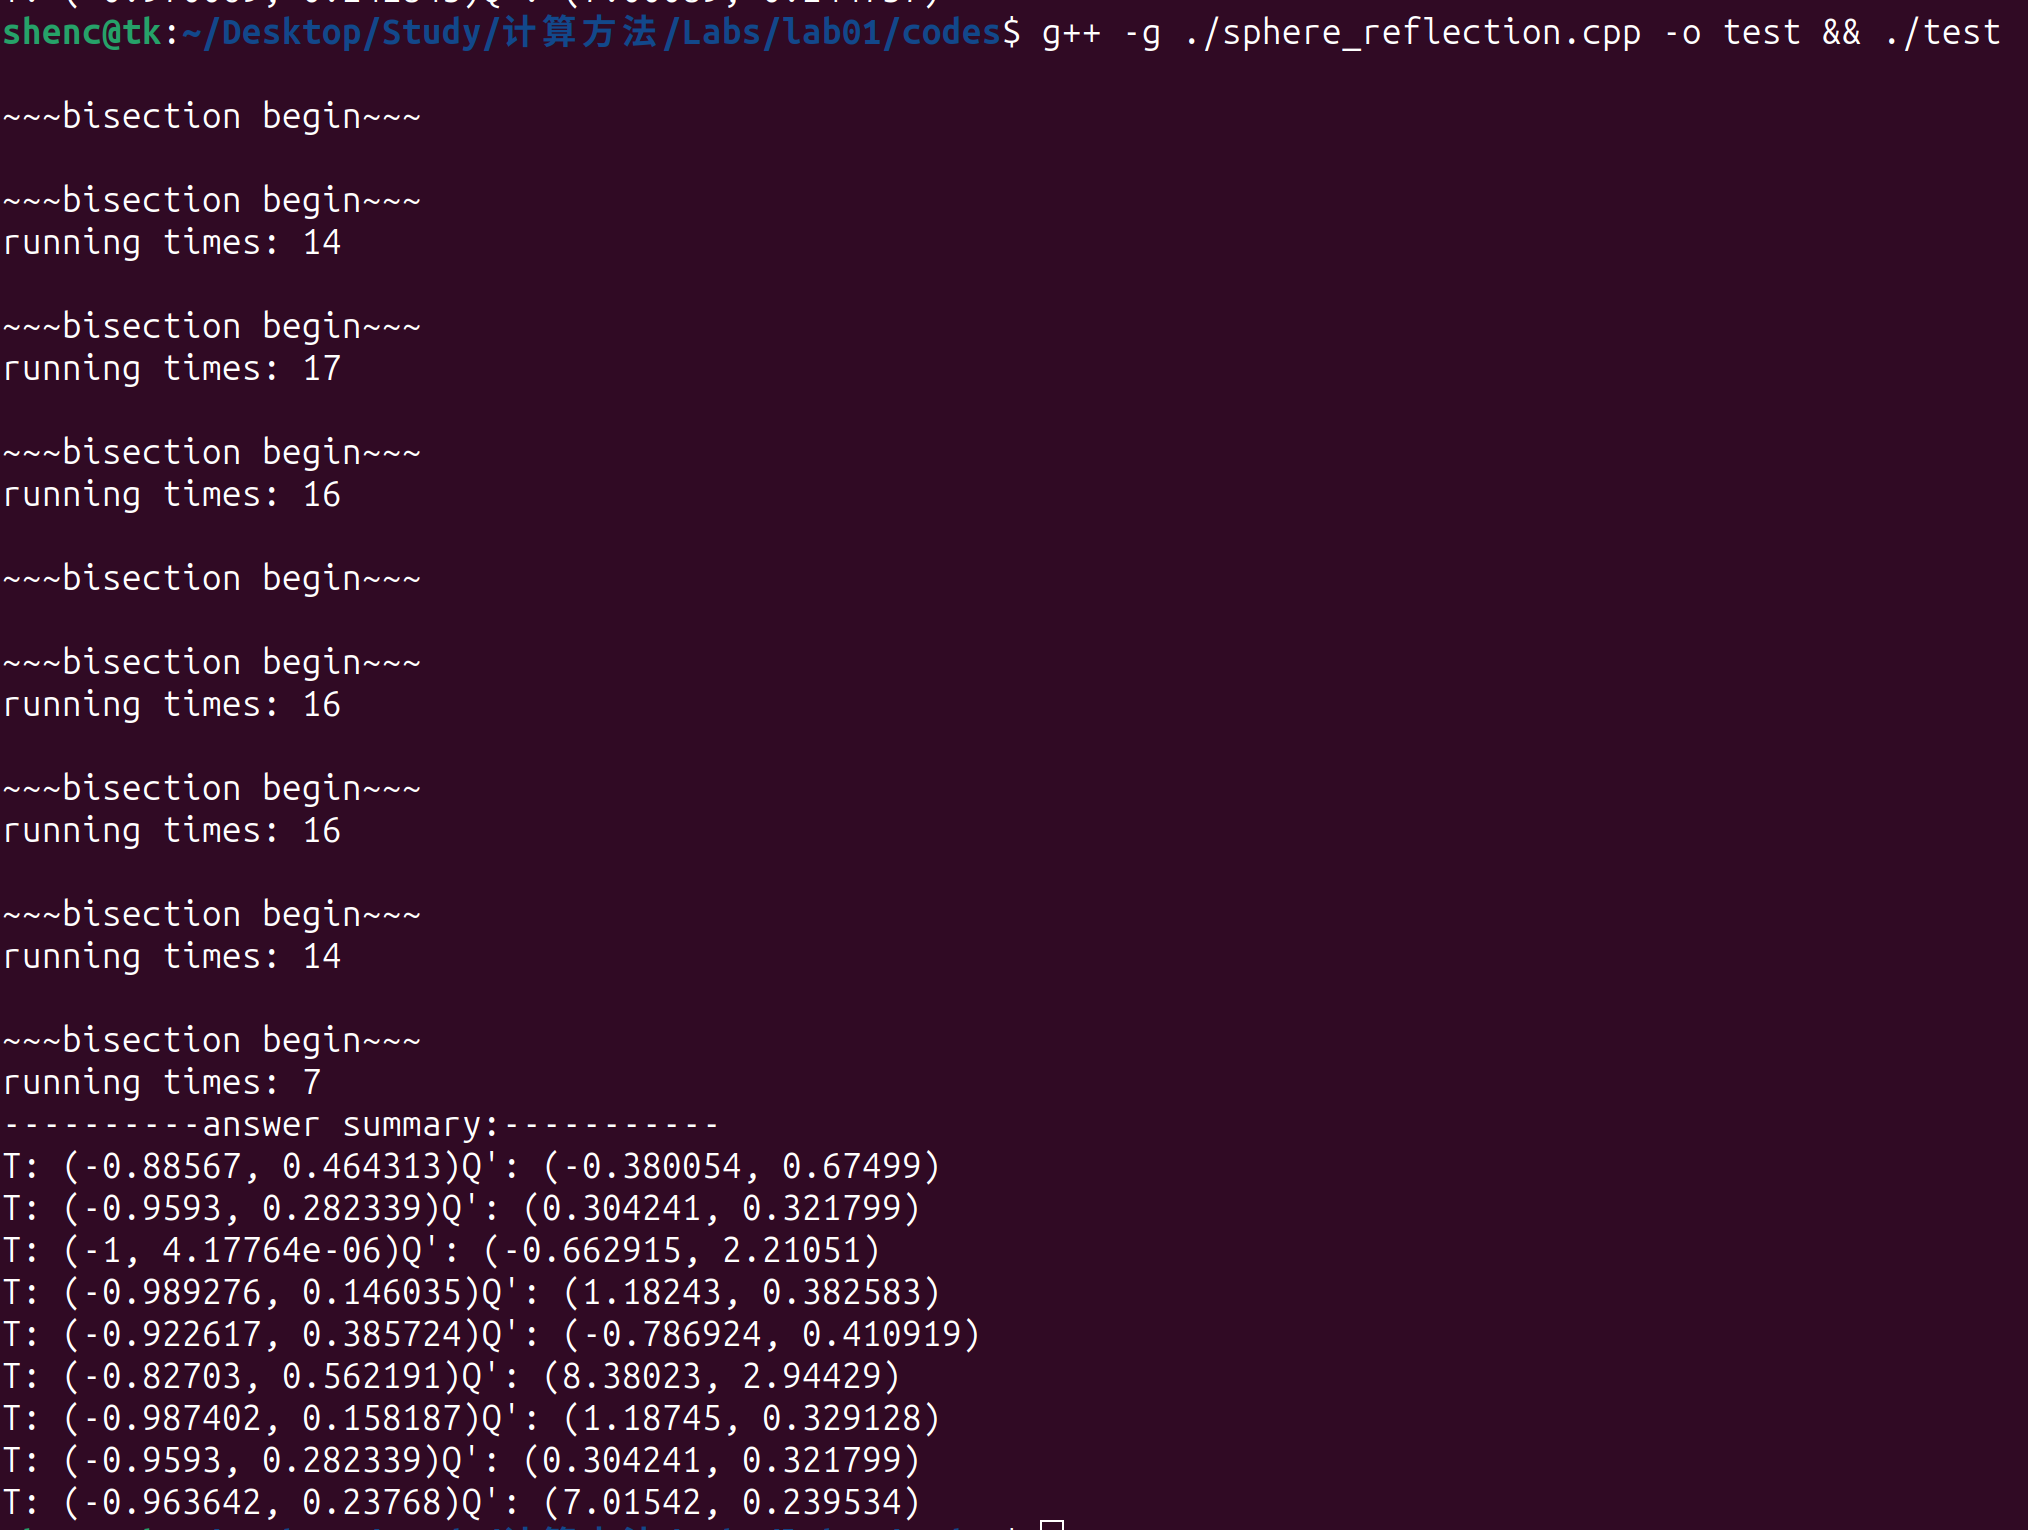 shenc@tk:~/Desktop/Study/计算方法/Labs/lab01/codes$ g++ -g ./sphere_reflection.cpp -o test && ./test
~~~bisection begin~~~
~~~bisection begin~~~
running times: 14
~~~bisection begin~~~
running times: 17
~~~bisection begin~~~
running times: 16
~~~bisection begin~~~
~~~bisection begin~~~
running times: 16
~~~bisection begin~~~
running times: 16
~~~bisection begin~~~
running times: 14
~~~bisection begin~~~
running times: 7
----------answer summary:-----------
T: (-0.88567, 0.464313)Q': (-0.380054, 0.67499)
T: (-0.9593, 0.282339)Q': (0.304241, 0.321799)
T: (-1, 4.17764e-06)Q': (-0.662915, 2.21051)
T: (-0.989276, 0.146035)Q': (1.18243, 0.382583)
T: (-0.922617, 0.385724)Q': (-0.786924, 0.410919)
T: (-0.82703, 0.562191)Q': (8.38023, 2.94429)
T: (-0.987402, 0.158187)Q': (1.18745, 0.329128)
T: (-0.9593, 0.282339)Q': (0.304241, 0.321799)
T: (-0.963642, 0.23768)Q': (7.01542, 0.239534)